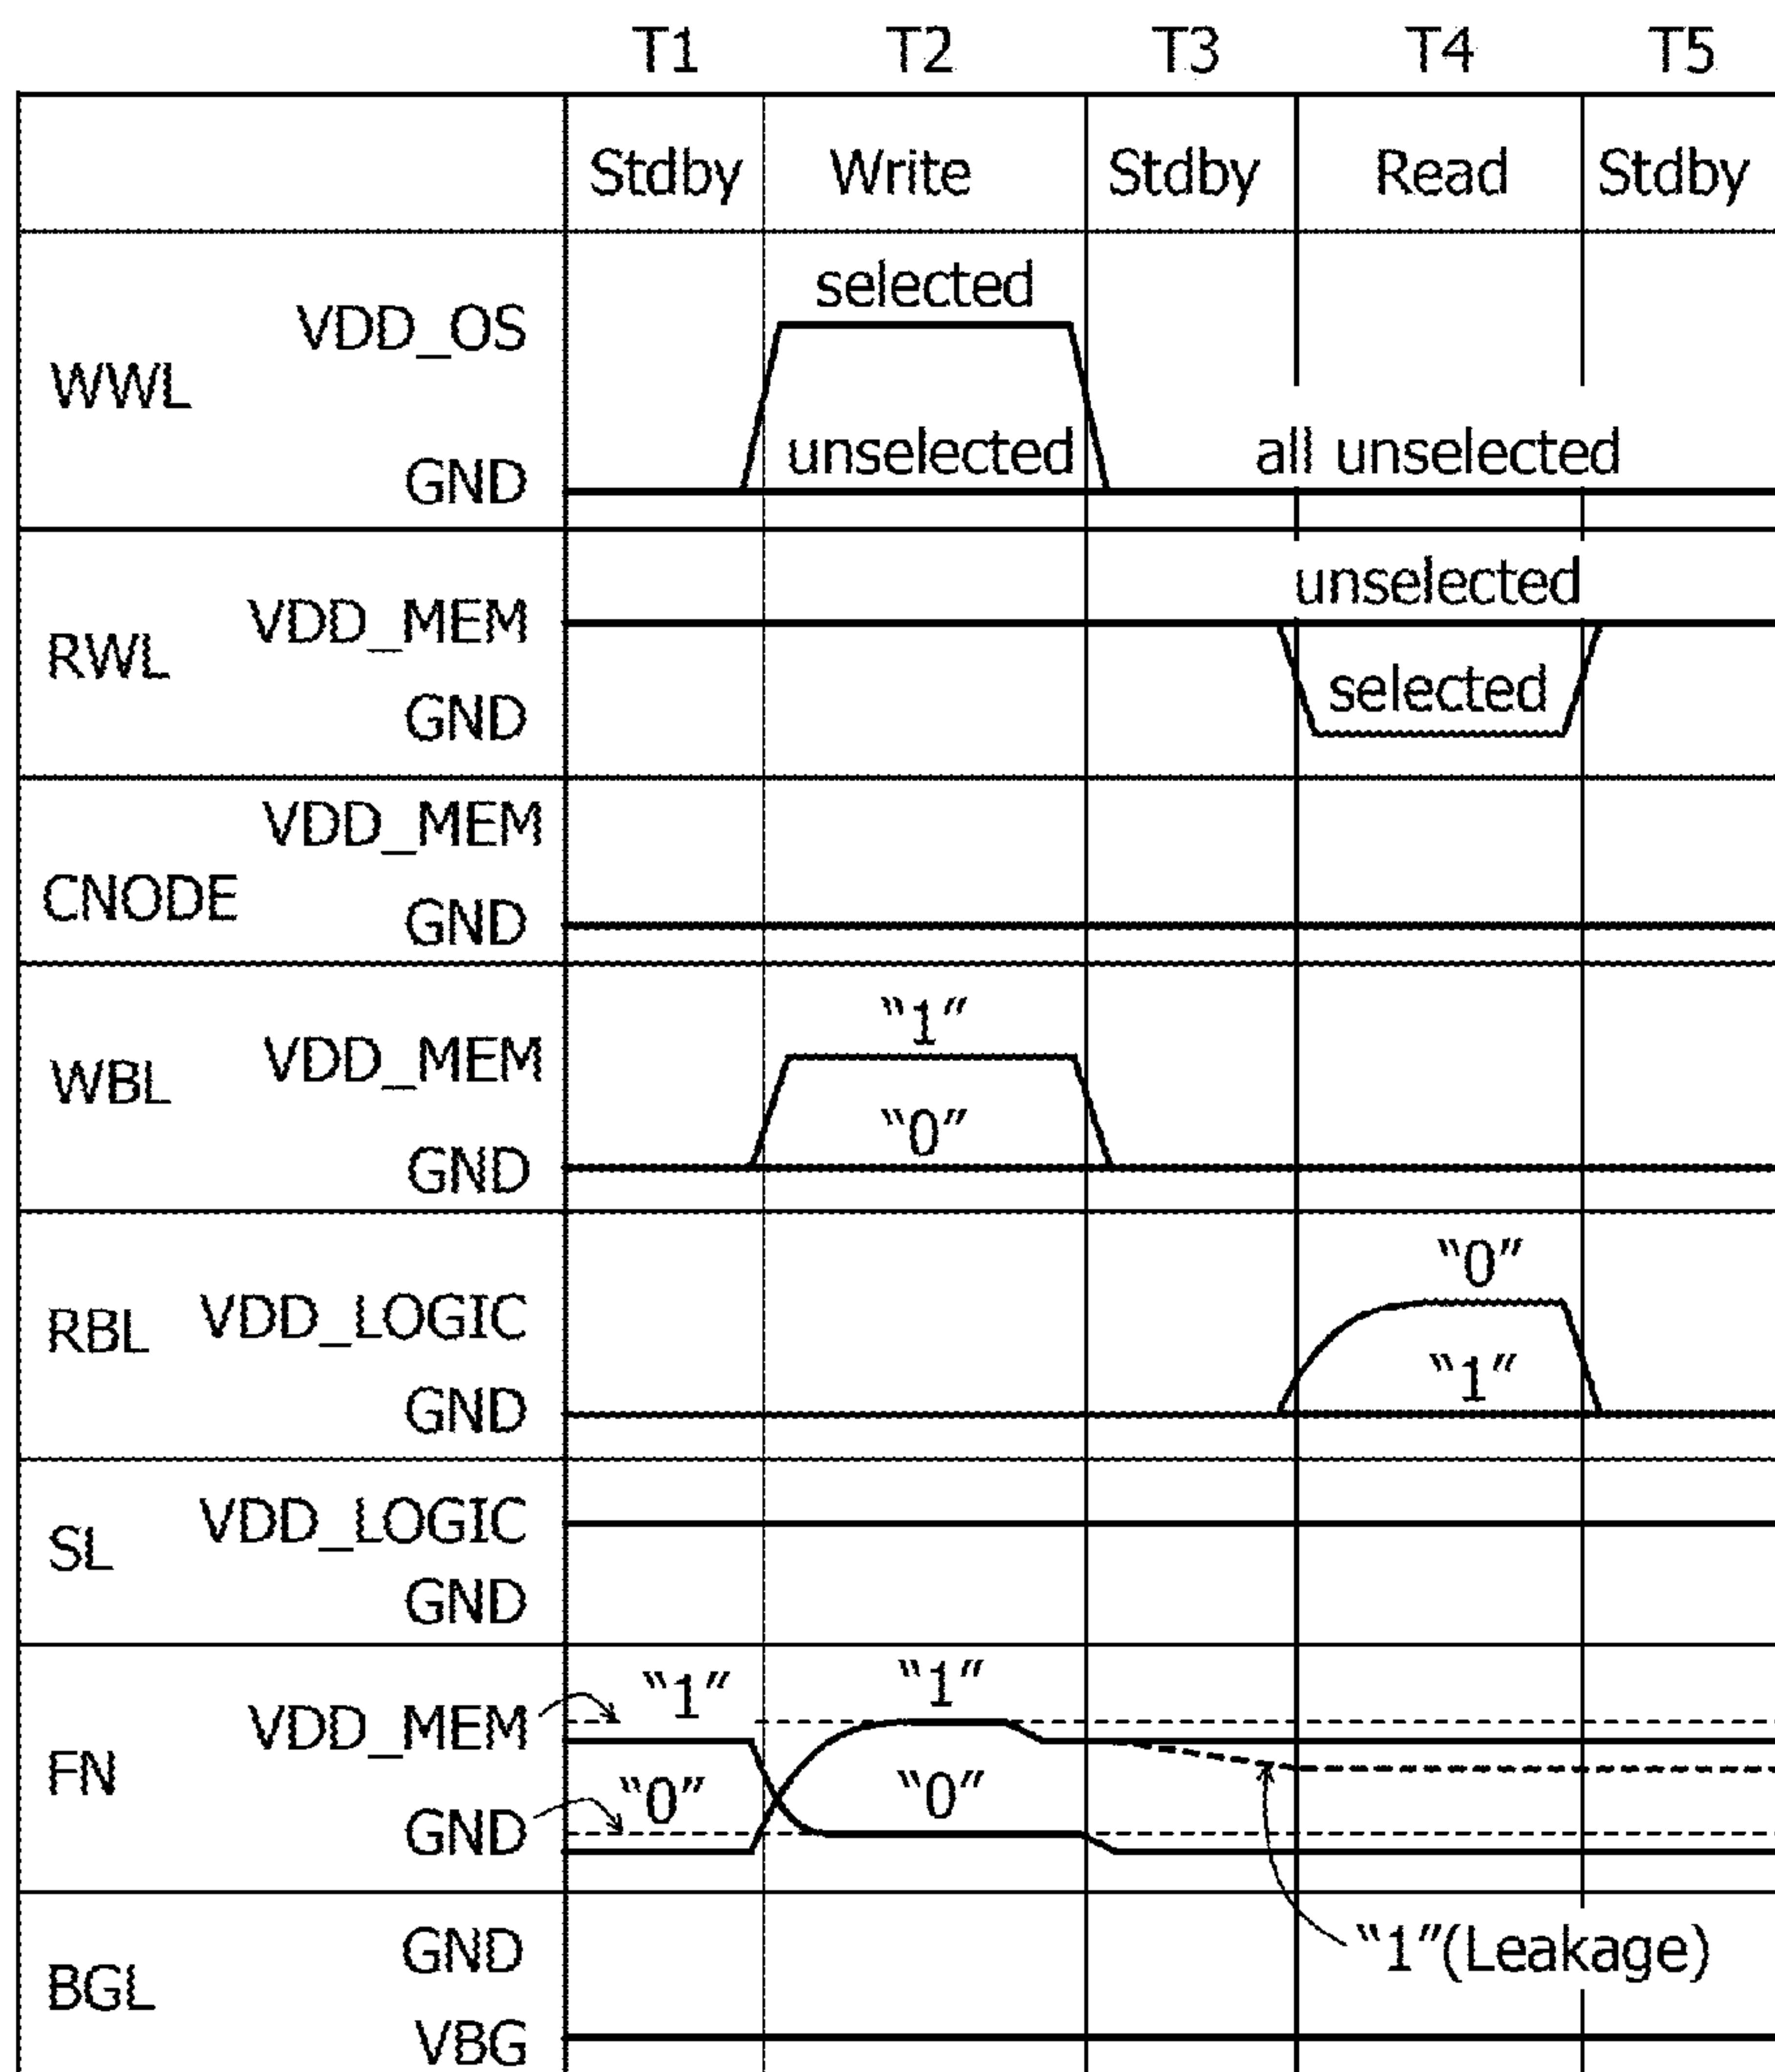 T1 T2 T3 T4 T5
Stdby Write Stdby Read Stdby
selected
VDD_OS
WWL
unselected all unselected
GND
unselected
VDD_MEM
RWL
selected
GND
VDD_MEM
CNODE
GND
“1”
VDD_MEM
WBL
“0”
GND
“0”
VDD_LOGIC
RBL
“1”
GND
VDD_LOGIC
SL
GND
“1” “1”
VDD_MEM
FN
“0” “0”
GND
“1”(Leakage)
GND
BGL
VBG